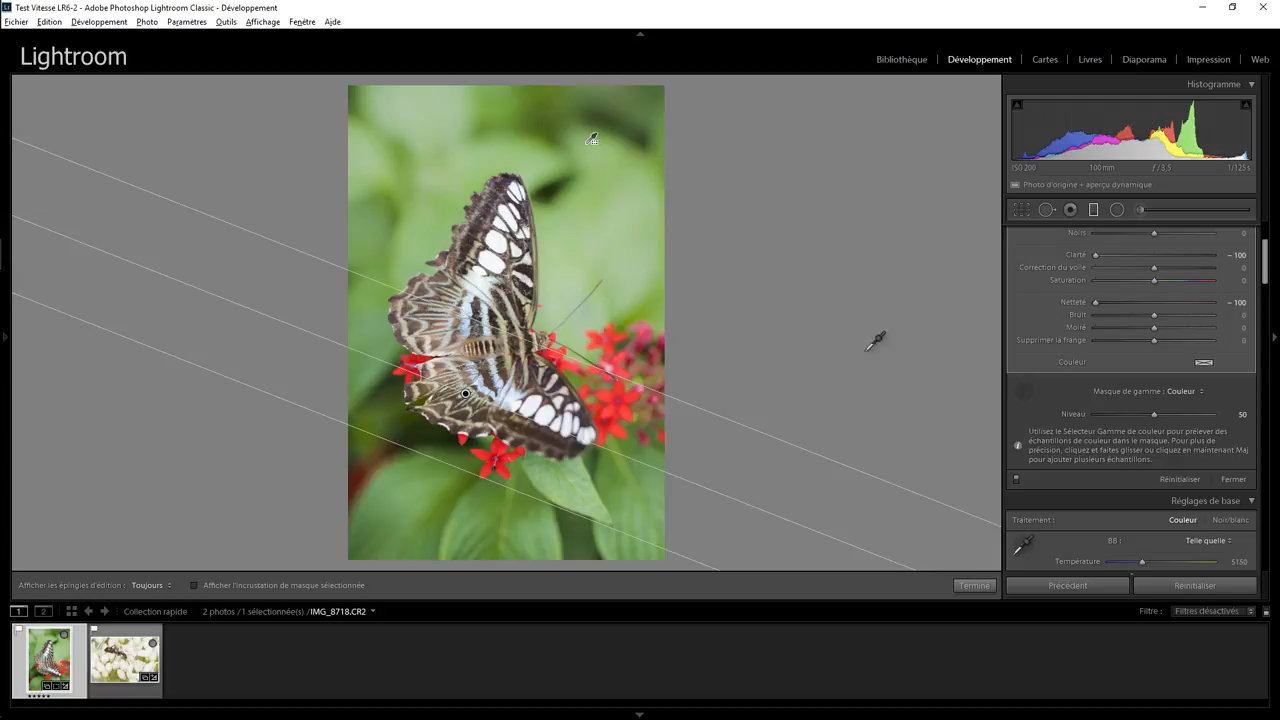 Test Vitesse LR6-2 - Adobe Photoshop Lightroom Classic - Développement
Fichier Edition Développement Photo Paramètres Outils Affichage Fenêtre Aide
Lightroom
Bibliothèque Développement Cartes Livres Diaporama Impression Web
Histogramme
ISO 200 100 mm ƒ / 3,5 1/125s
Photo d'origine + aperçu dynamique
Noirs 0
Clarté – 100
Correction du voile 0
Saturation 0
Netteté – 100
Bruit 0
Moiré 0
Supprimer la frange 0
Couleur
Masque de gamme : Couleur
Niveau 50
Utilisez le Sélecteur Gamme de couleur pour prélever des
échantillons de couleur dans le masque. Pour plus de
précision, cliquez et faites glisser ou cliquez en maintenant Maj
pour ajouter plusieurs échantillons.
Réinitialiser Fermer
Réglages de base
Traitement : Couleur Noir/blanc
BB : Telle quelle
Température 5150
Afficher les épingles d'édition : Toujours Afficher l'incrustation de masque sélectionnée Terminé
Précédent Réinitialiser
1 2 Collection rapide 2 photos /1 sélectionnée(s) /IMG_8718.CR2 Filtre : Filtres désactivés